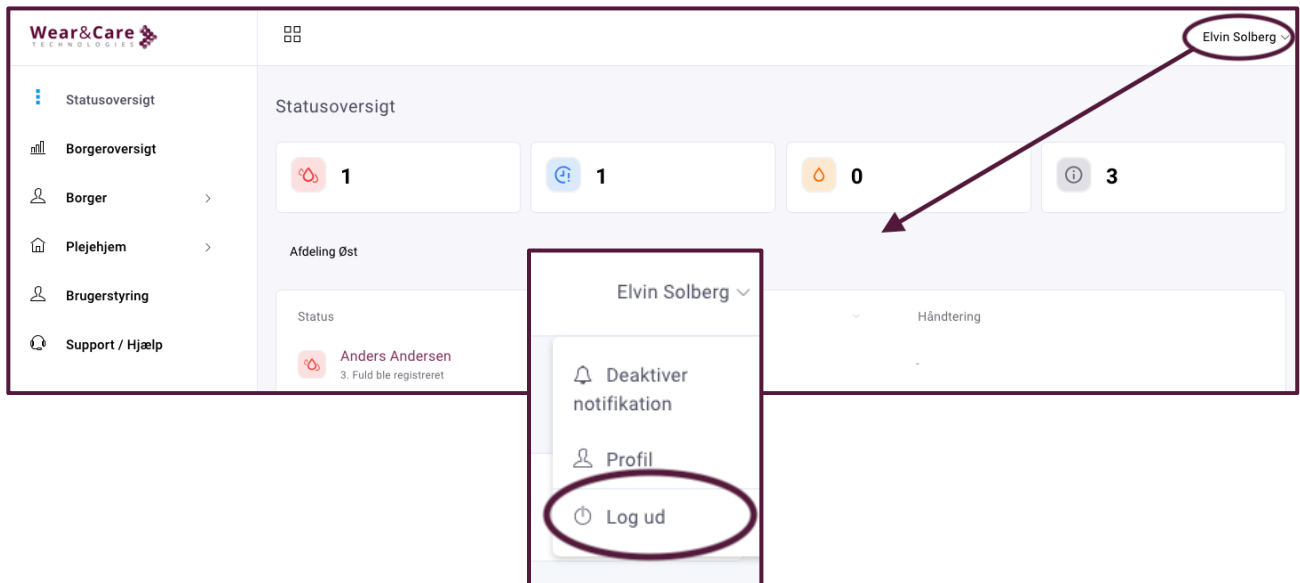 Wear&Care
TECHNOLOGIES
Elvin Solberg
Statusoversigt
Borgeroversigt
Borger
Plejehjem
Brugerstyring
Support / Hjælp
Statusoversigt
1
1
0
3
Afdeling Øst
Status
Håndtering
Anders Andersen
3. Fuld ble registreret
-
Elvin Solberg
Deaktiver
notifikation
Profil
Log ud